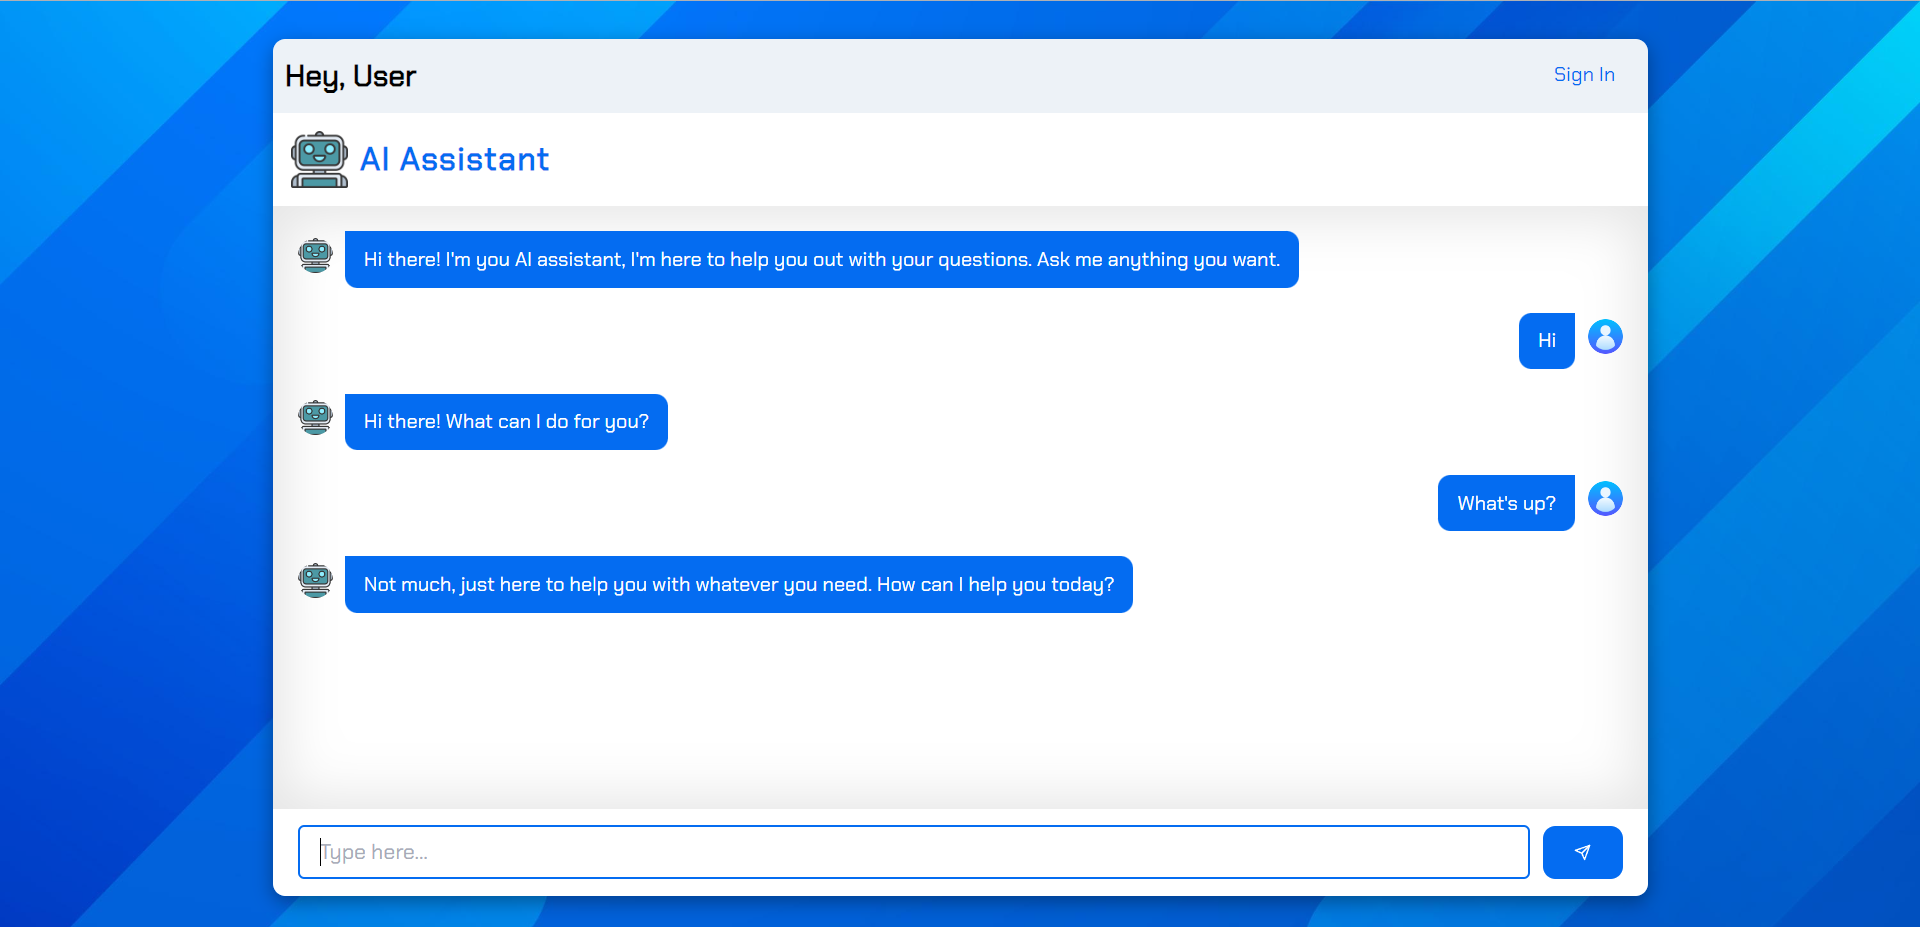 Hey, User
Sign In
AI Assistant
Hi there! I'm you AI assistant, I'm here to help you out with your questions. Ask me anything you want.
Hi
Hi there! What can I do for you?
What's up?
Not much, just here to help you with whatever you need. How can I help you today?
Type here...